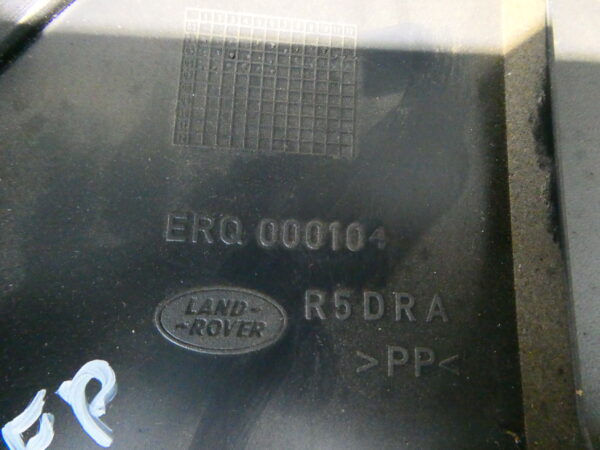 ERQ 000104
LAND-
-ROVER
R5DRA
>PP<